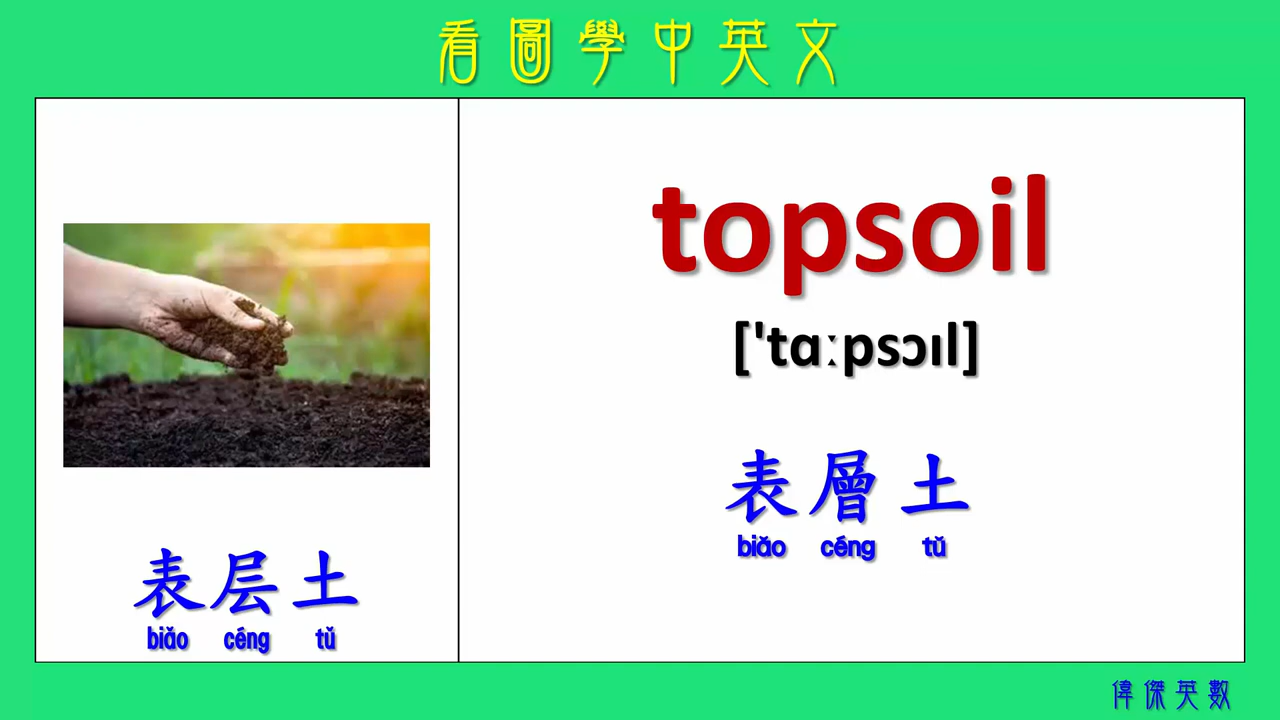 看圖學中英文
topsoil
['tɑːpsɔɪl]
表層土
biǎo céng tǔ
表层土
biǎo céng tǔ
偉傑英數